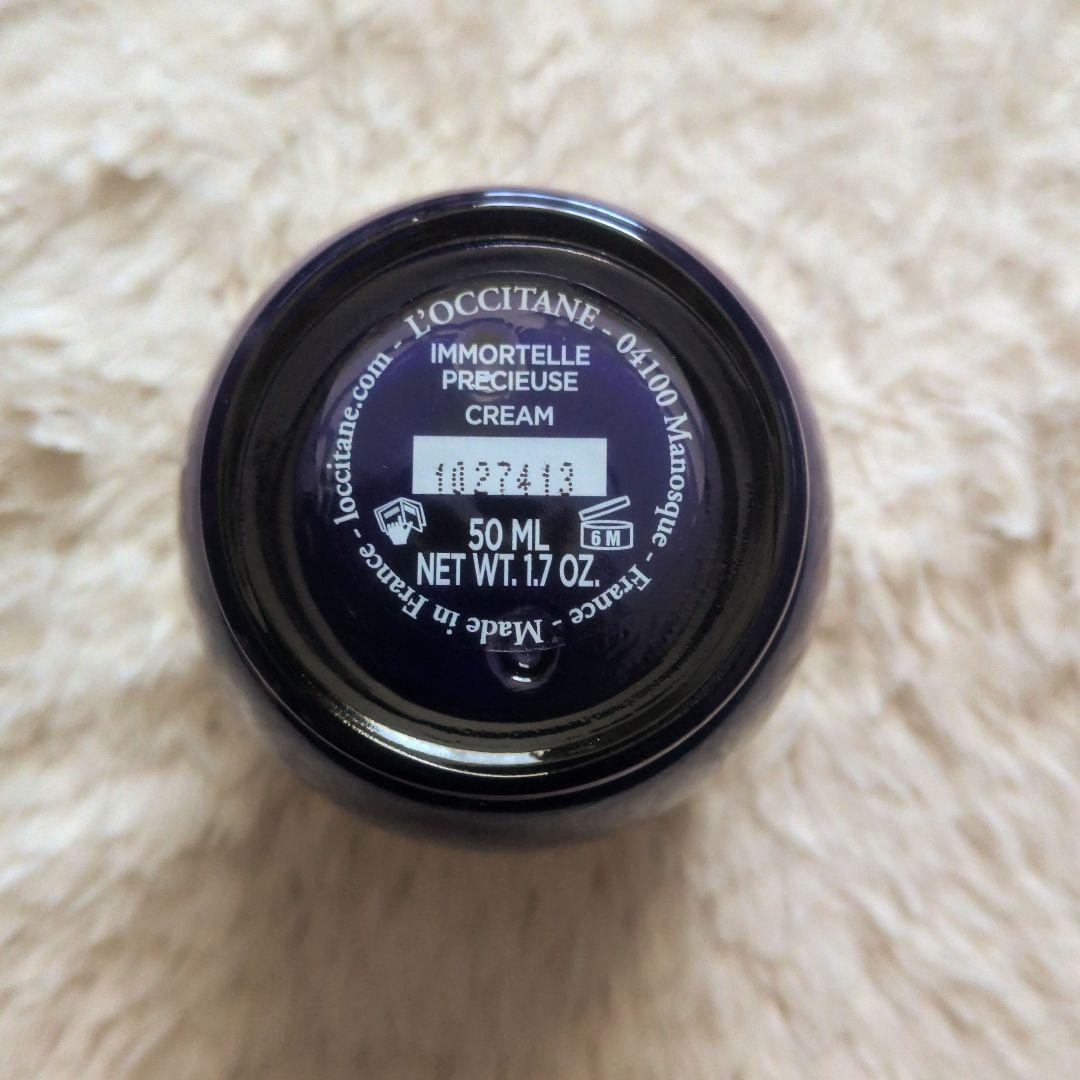 L'OCCITANE - 04100 Manosque - France - Made in France - loccitane.com -
IMMORTELLE
PRECIEUSE
CREAM
1027413
6 M
50 ML
NET WT. 1.7 OZ.